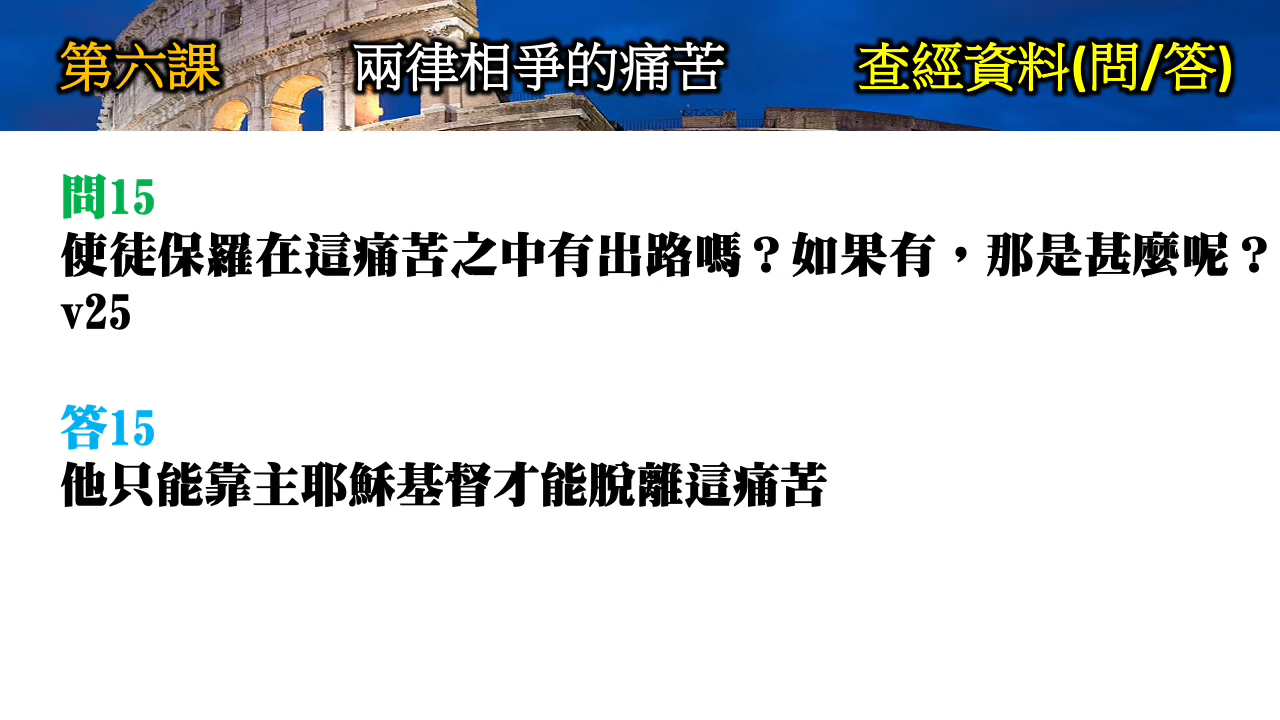 第六課 兩律相爭的痛苦 查經資料(問/答)
問15
使徒保羅在這痛苦之中有出路嗎？如果有，那是甚麼呢？
v25
答15
他只能靠主耶穌基督才能脫離這痛苦